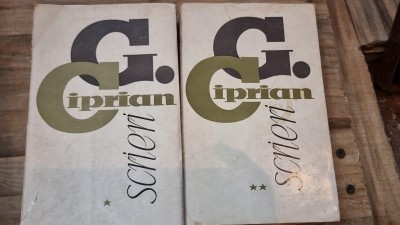 G.
Ciprian
scrieri
*
G.
Ciprian
scrieri
**